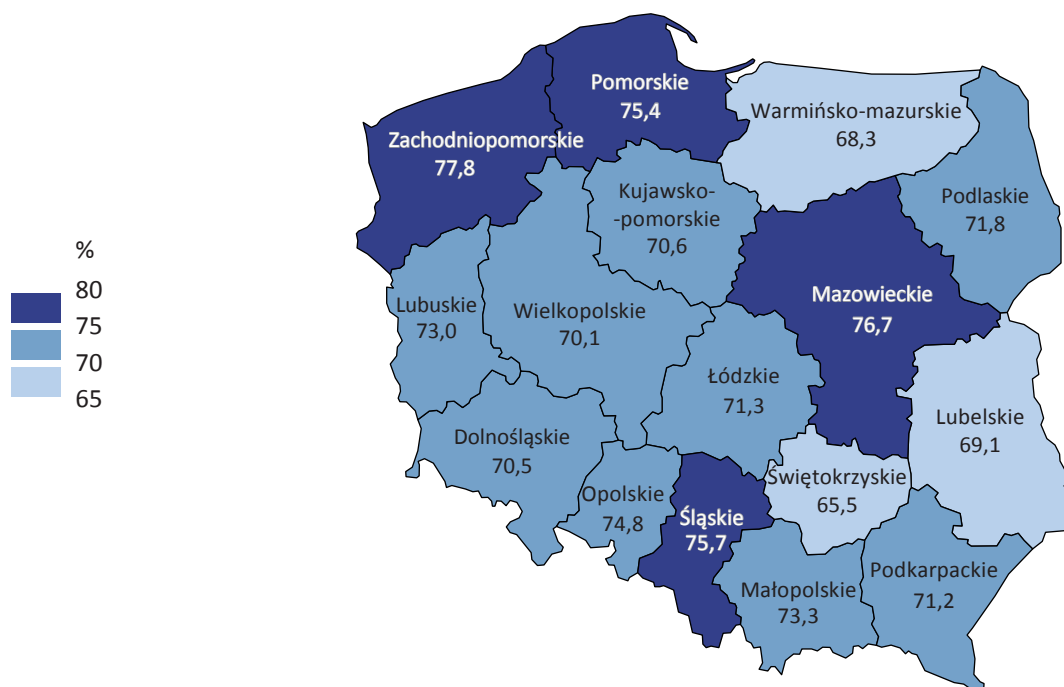 Pomorskie
75,4
Warmińsko-mazurskie
68,3
Zachodniopomorskie
77,8
Kujawsko-
-pomorskie
70,6
Podlaskie
71,8
%
80
75
70
65
Lubuskie
73,0
Wielkopolskie
70,1
Mazowieckie
76,7
Łódzkie
71,3
Lubelskie
69,1
Dolnośląskie
70,5
Opolskie
74,8
Śląskie
75,7
Świętokrzyskie
65,5
Małopolskie
73,3
Podkarpackie
71,2